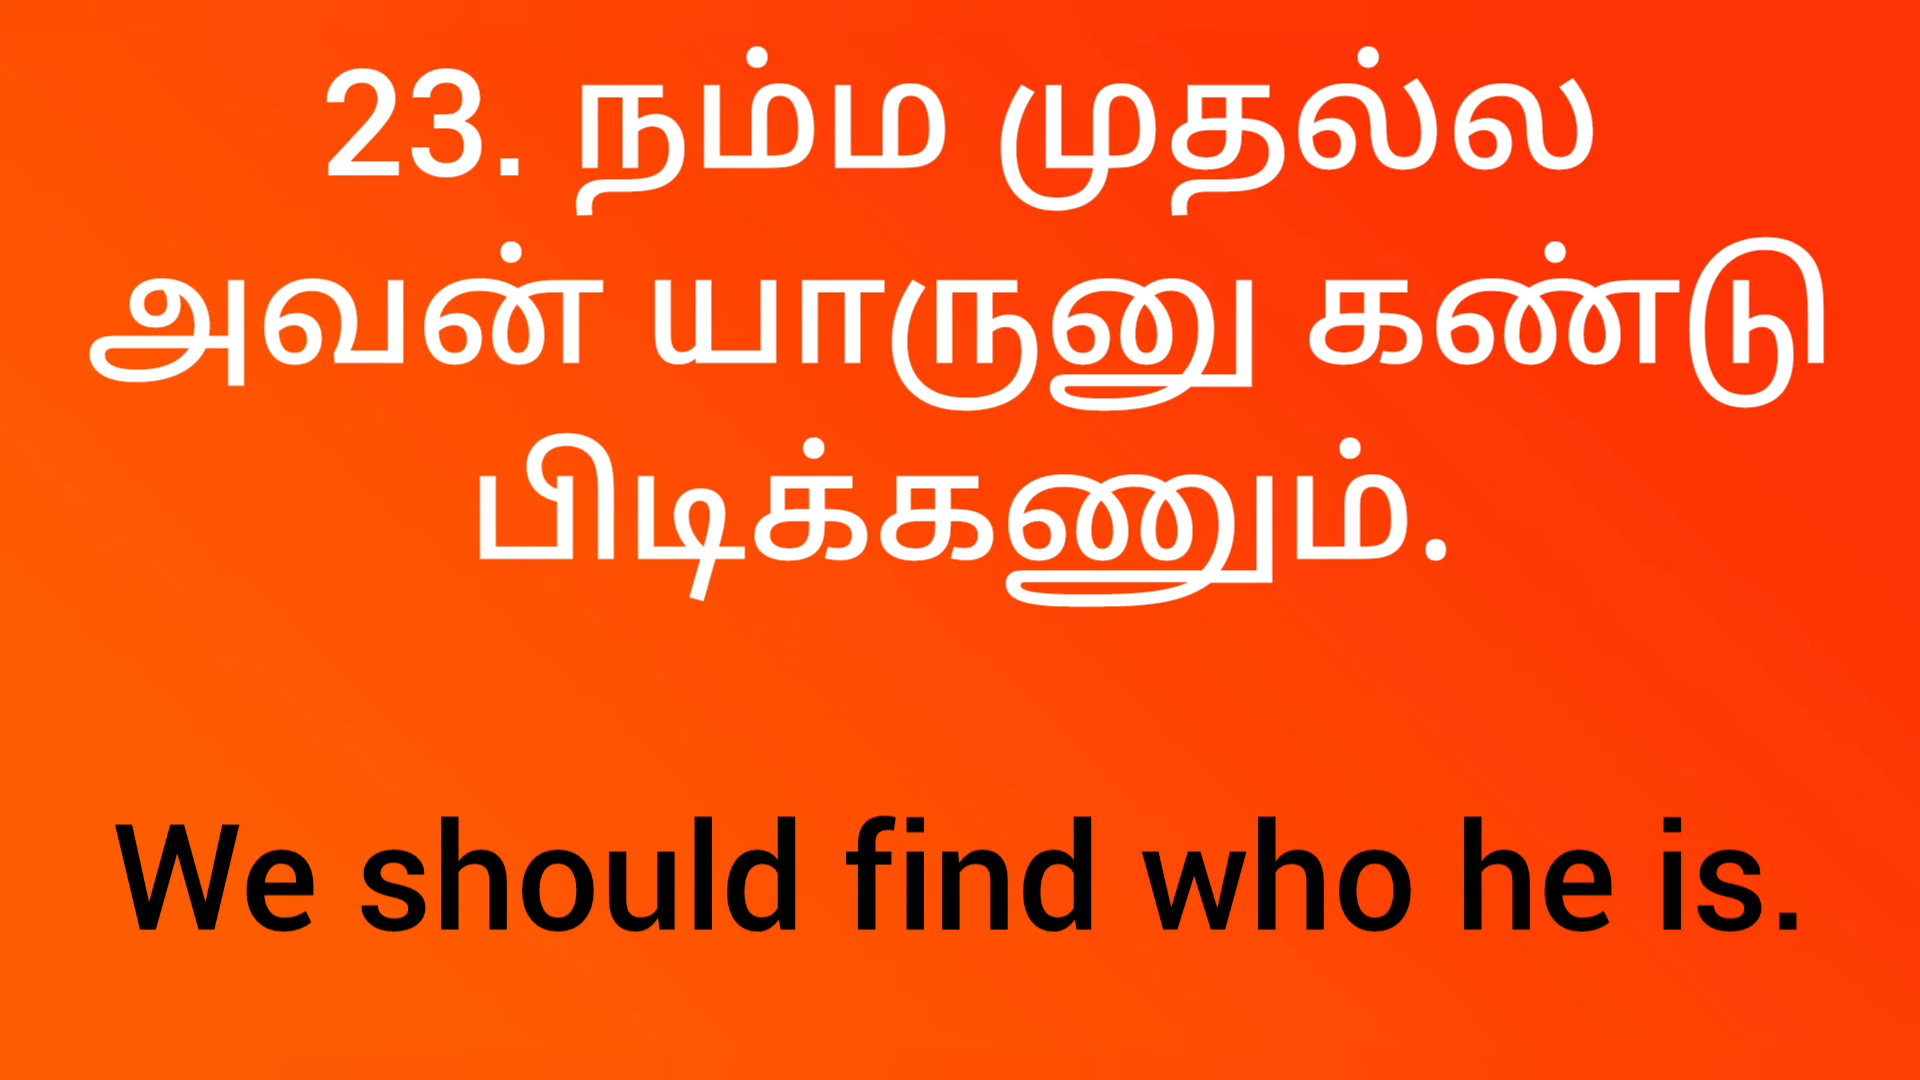 23. நம்ம முதல்ல
அவன் யாருனு கண்டு
பிடிக்கணும்.
We should find who he is.